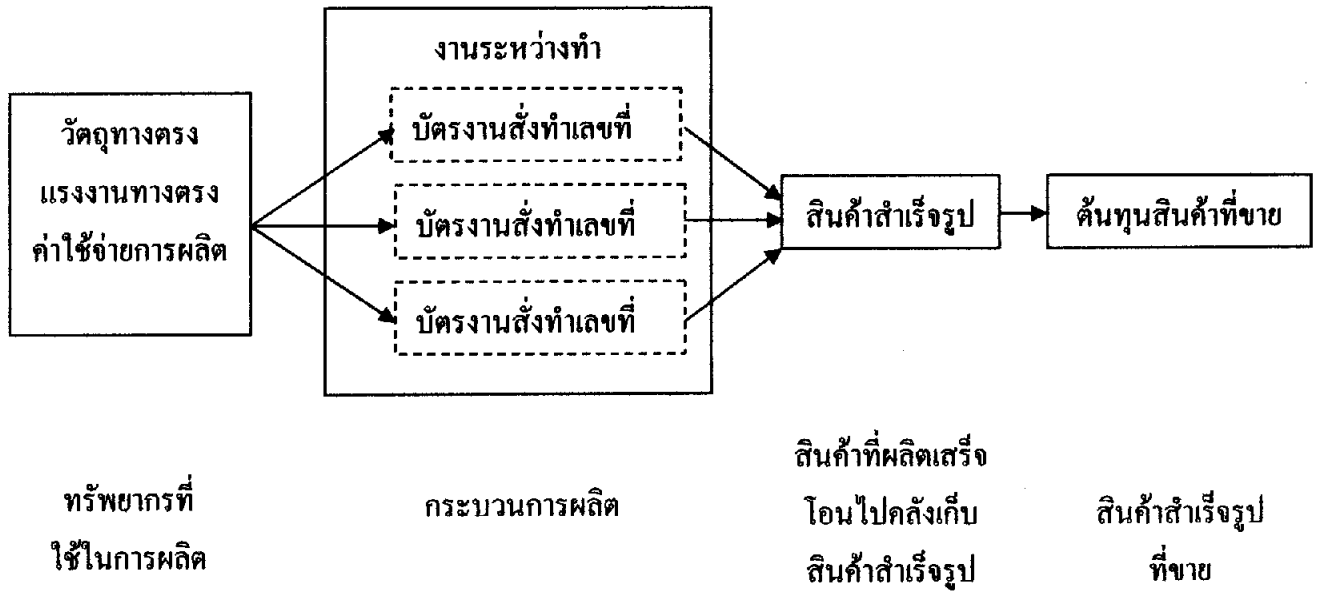 งานระหว่างทำ
วัตถุทางตรง
แรงงานทางตรง
ค่าใช้จ่ายการผลิต
บัตรงานสั่งทำเลขที่
บัตรงานสั่งทำเลขที่
บัตรงานสั่งทำเลขที่
สินค้าสำเร็จรูป
ต้นทุนสินค้าที่ขาย
ทรัพยากรที่
ใช้ในการผลิต
กระบวนการผลิต
สินค้าที่ผลิตเสร็จ
โอนไปคลังเก็บ
สินค้าสำเร็จรูป
สินค้าสำเร็จรูป
ที่ขาย